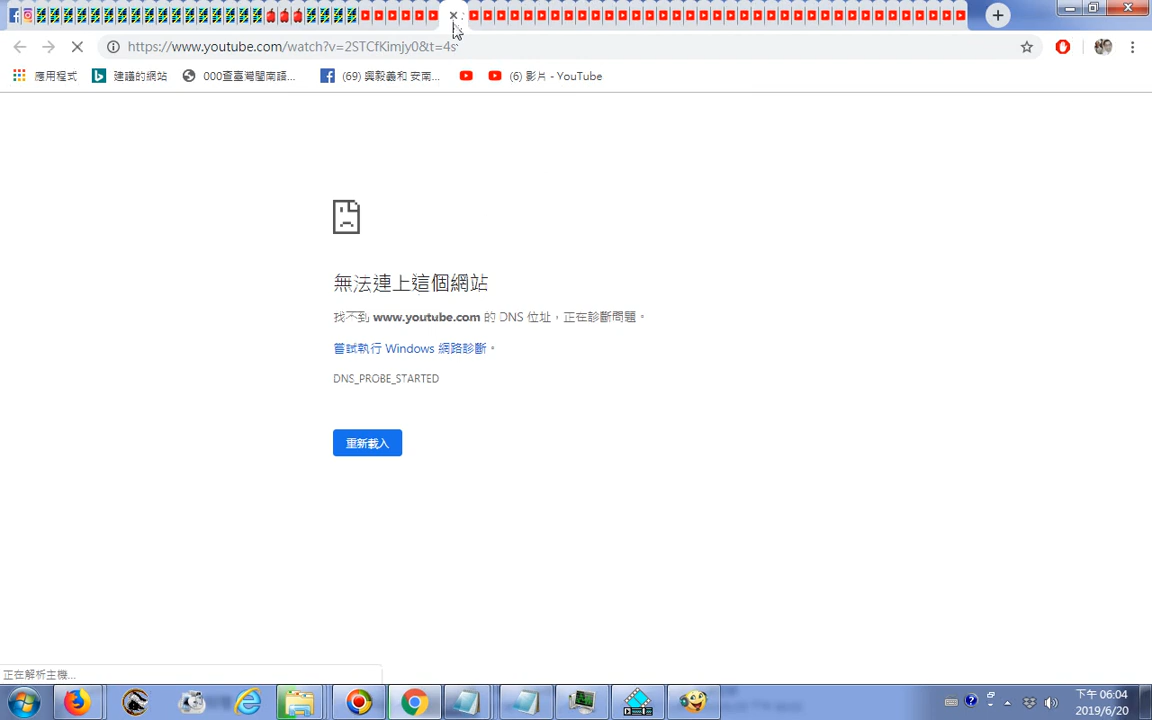 https://www.youtube.com/watch?v=2STCfKimJy0&t=4s
應用程式 建議的網站 000查臺灣閩南語... (69) 興毅義和 安南... (6) 影片 - YouTube
無法連上這個網站
找不到 www.youtube.com 的 DNS 位址，正在診斷問題。
嘗試執行 Windows 網路診斷。
DNS_PROBE_STARTED
重新載入
正在解析主機...
下午 06:04
2019/6/20